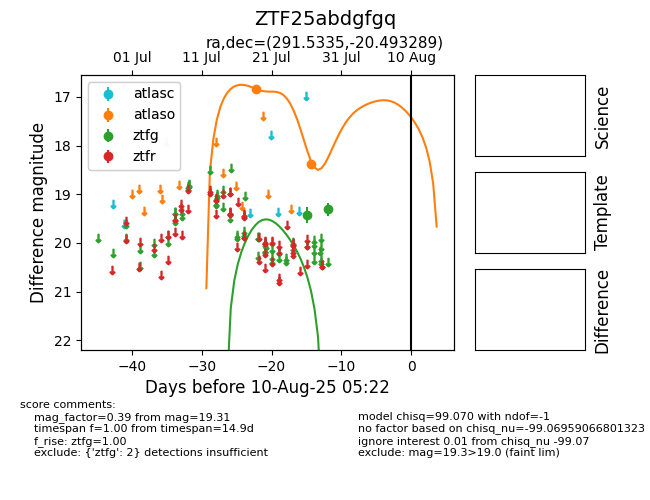 ZTF25abdgfgq
ra,dec=(291.5335,-20.493289)
01 Jul
11 Jul
21 Jul
31 Jul
10 Aug
atlasc
atlaso
ztfg
ztfr
17
18
19
20
21
22
Difference magnitude
−40
−30
−20
−10
0
Days before 10-Aug-25 05:22
Science
Template
Difference
score comments:
mag_factor=0.39 from mag=19.31
timespan f=1.00 from timespan=14.9d
f_rise: ztfg=1.00
exclude: {'ztfg': 2} detections insufficient
model chisq=99.070 with ndof=-1
no factor based on chisq_nu=-99.06959066801323
ignore interest 0.01 from chisq_nu -99.07
exclude: mag=19.3>19.0 (faint lim)